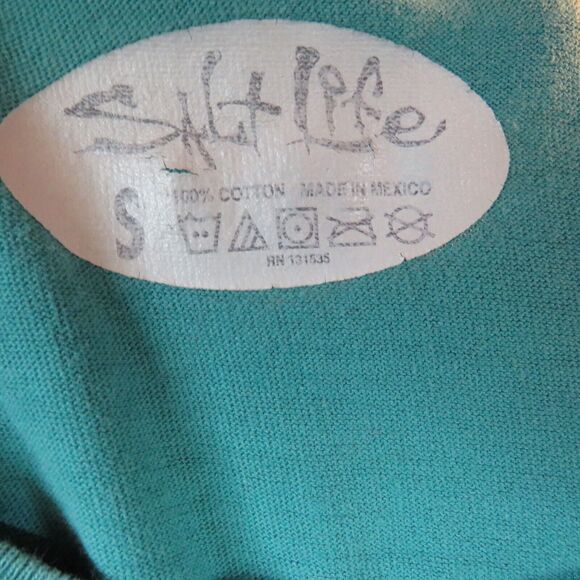 Salt Life
100% COTTON MADE IN MEXICO
S
RN 131535